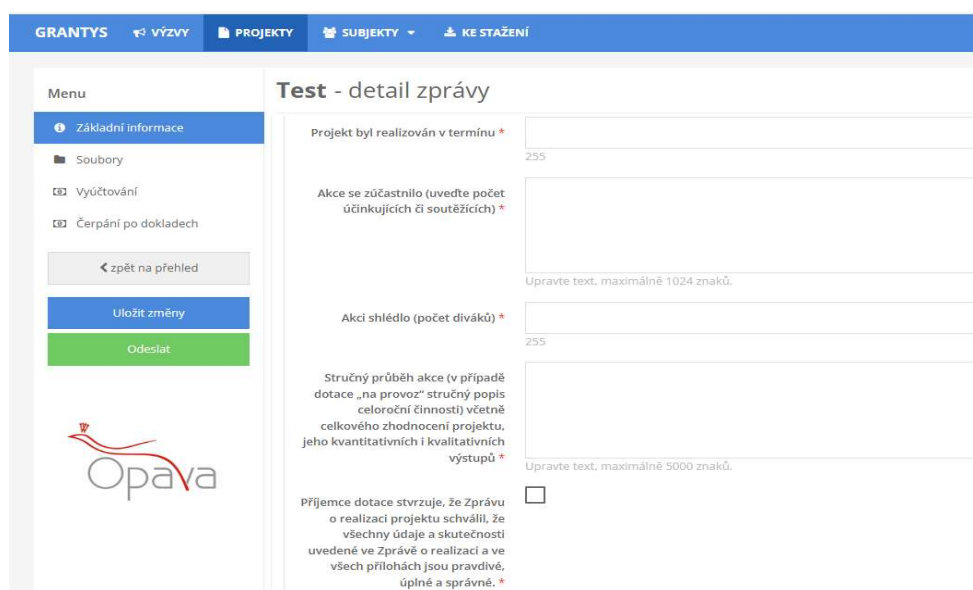 GRANTYS VÝZVY PROJEKTY SUBJEKTY KE STAŽENÍ
Menu
Základní informace
Soubory
Vyúčtování
Čerpání po dokladech
zpět na přehled
Uložit změny
Odeslat
Opava
Test - detail zprávy
Projekt byl realizován v termínu *
255
Akce se zúčastnilo (uveďte počet
účinkujících či soutěžících) *
Upravte text, maximálně 1024 znaků.
Akci shlédlo (počet diváků) *
255
Stručný průběh akce (v případě
dotace „na provoz“ stručný popis
celoroční činnosti) včetně
celkového zhodnocení projektu,
jeho kvantitativních i kvalitativních
výstupů *
Upravte text, maximálně 5000 znaků.
Příjemce dotace stvrzuje, že Zprávu
o realizaci projektu schválil, že
všechny údaje a skutečnosti
uvedené ve Zprávě o realizaci a ve
všech přílohách jsou pravdivé,
úplné a správné. *